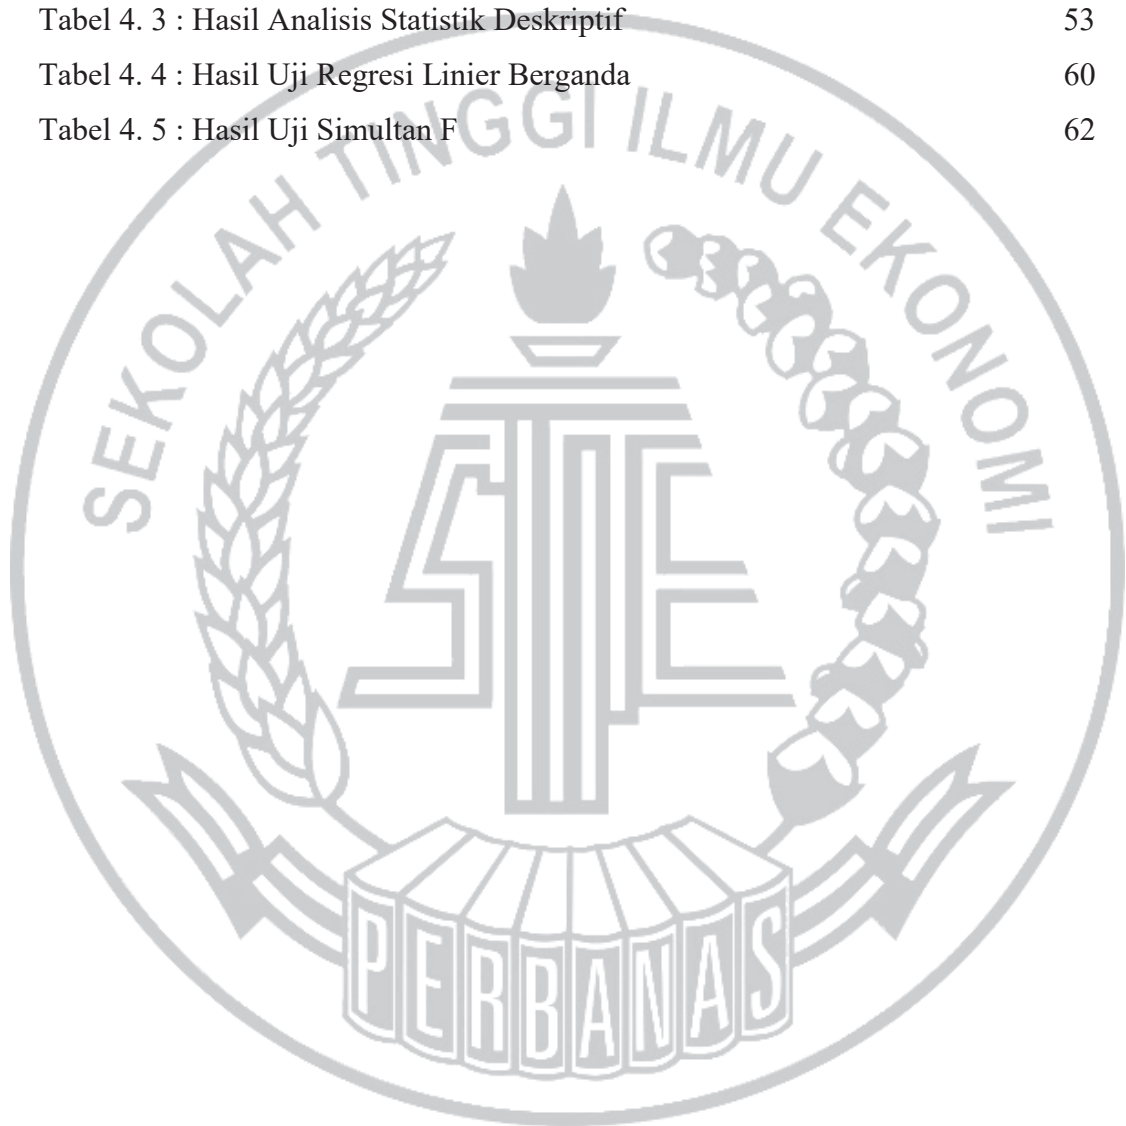 Tabel 4. 3 : Hasil Analisis Statistik Deskriptif 53
Tabel 4. 4 : Hasil Uji Regresi Linier Berganda 60
Tabel 4. 5 : Hasil Uji Simultan F 62
SEKOLAH TINGGI ILMU EKONOMI
STIE
PERBANAS